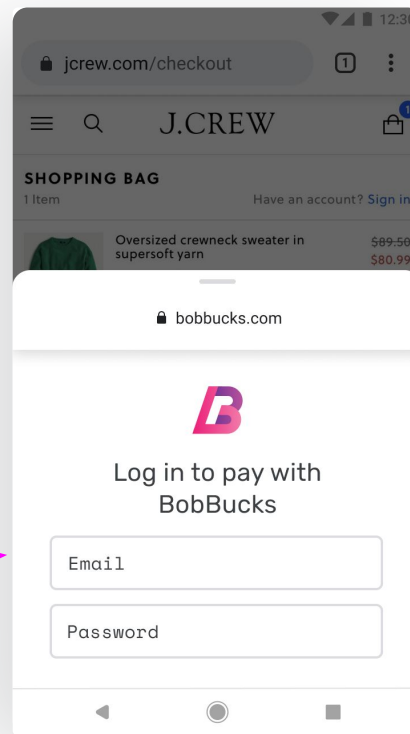 12:30
jcrew.com/checkout
1
J.CREW
1
SHOPPING BAG
1 Item
Have an account? Sign in
Oversized crewneck sweater in
supersoft yarn
$89.50
$80.99
bobbucks.com
B
Log in to pay with
BobBucks
Email
Password